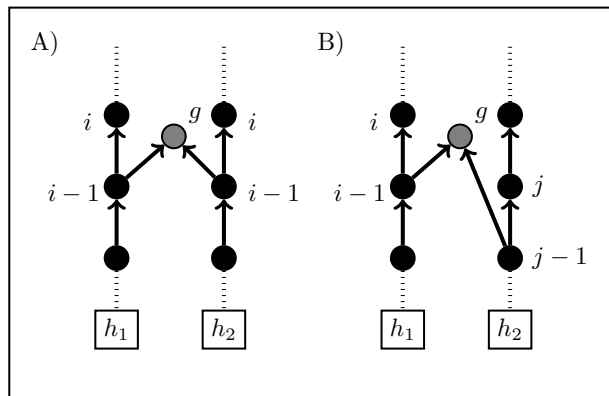 A) B)
g g
i i i
i − 1 i − 1 i − 1 j
j − 1
h₁ h₂ h₁ h₂